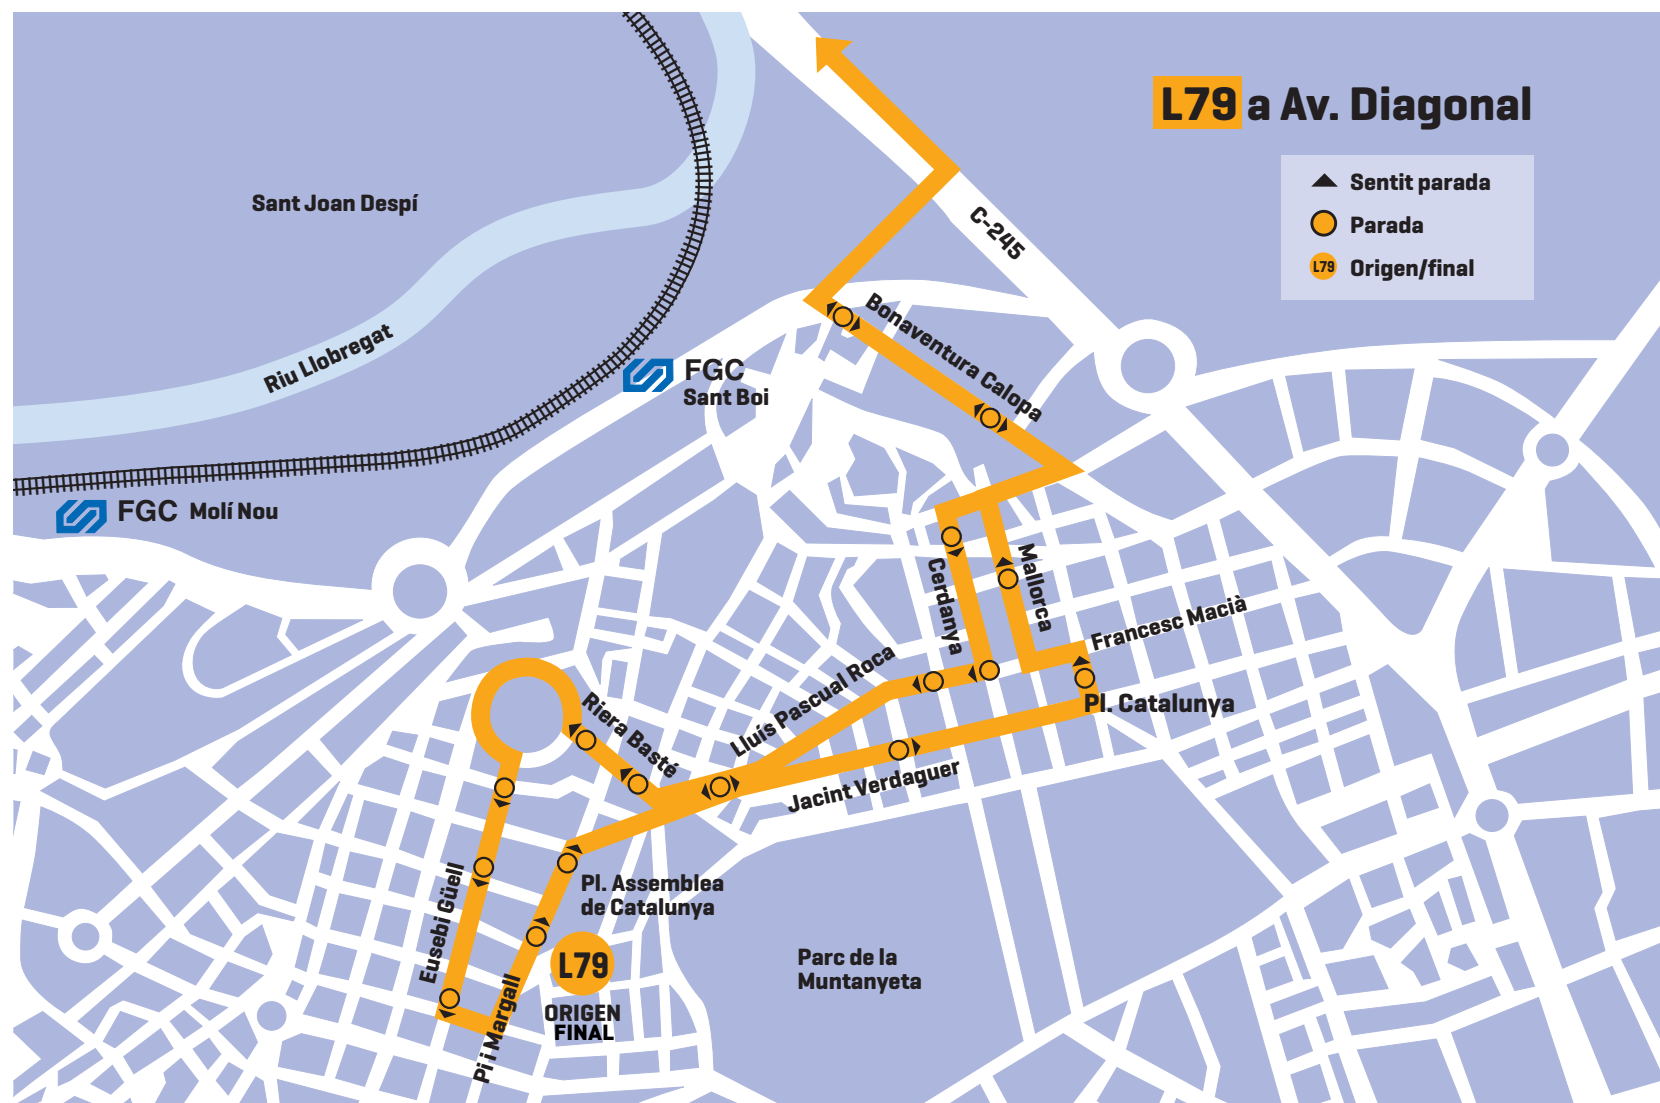 L79 a Av. Diagonal
Sentit parada
Parada
L79 Origen/final
Sant Joan Despí
C-245
Riu Llobregat
Bonaventura Calopa
FGC
Sant Boi
FGC Molí Nou
Cerdanya
Mallorca
Francesc Macià
Lluís Pascual Roca
Pl. Catalunya
Riera Basté
Jacint Verdaguer
Eusebi Güell
Pl. Assemblea
de Catalunya
L79
ORIGEN
FINAL
Pi i Margall
Parc de la
Muntanyeta